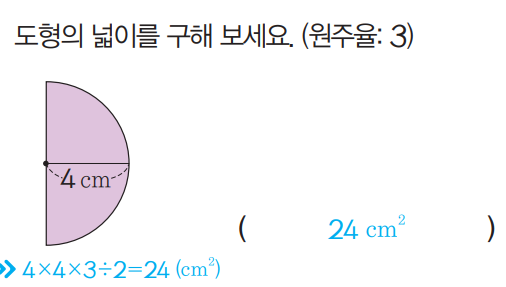 도형의 넓이를 구해 보세요. (원주율: 3)
4 cm
( 24 cm² )
≫ 4×4×3÷2=24 (cm²)